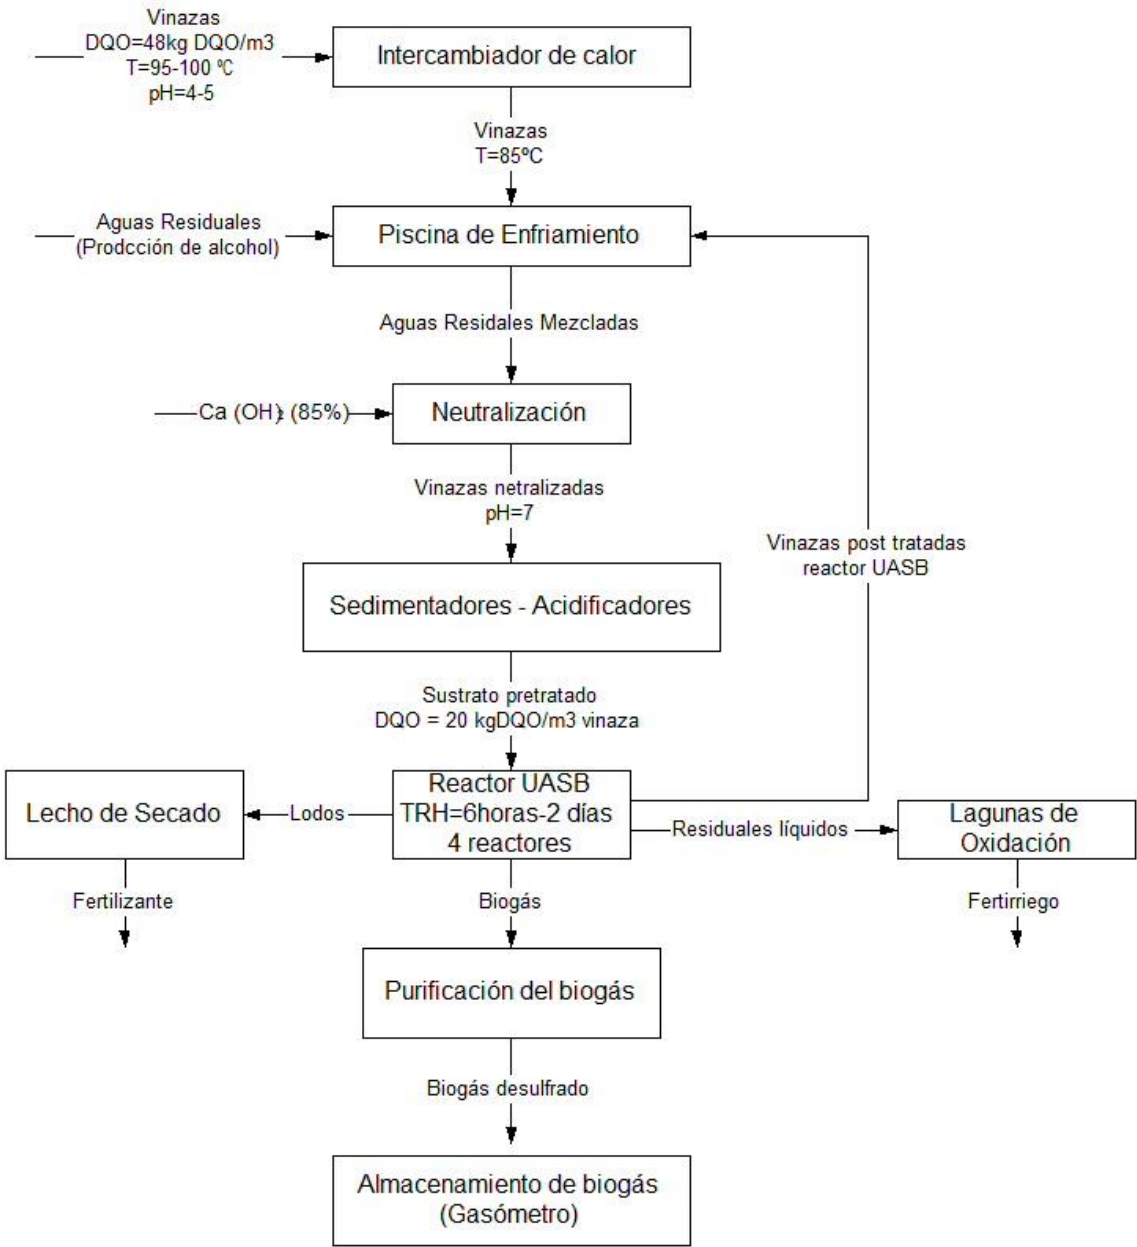 Vinazas
DQO=48kg DQO/m3
T=95-100 ºC
pH=4-5
Intercambiador de calor
Vinazas
T=85ºC
Aguas Residuales
(Prodcción de alcohol)
Piscina de Enfriamiento
Aguas Residales Mezcladas
Ca (OH)2 (85%)
Neutralización
Vinazas netralizadas
pH=7
Vinazas post tratadas
reactor UASB
Sedimentadores - Acidificadores
Sustrato pretratado
DQO = 20 kgDQO/m3 vinaza
Lecho de Secado
Lodos
Reactor UASB
TRH=6horas-2 días
4 reactores
Residuales líquidos
Lagunas de
Oxidación
Fertilizante
Biogás
Fertirriego
Purificación del biogás
Biogás desulfrado
Almacenamiento de biogás
(Gasómetro)